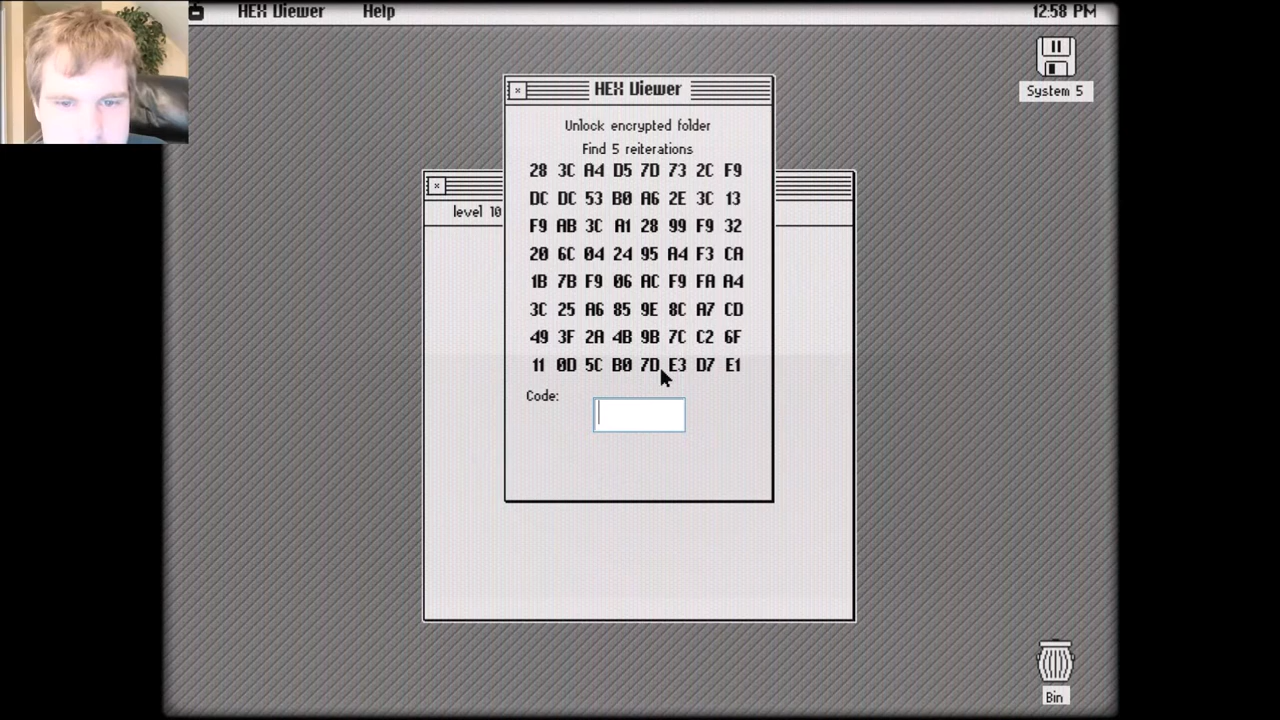 HEX Viewer Help 12:58 PM
System 5
HEX Viewer
Unlock encrypted folder
Find 5 reiterations
28 3C A4 D5 7D 73 2C F9
DC DC 53 B0 A6 2E 3C 13
level 10
F9 AB 3C A1 28 99 F9 32
20 6C 04 24 95 A4 F3 CA
1B 7B F9 06 AC F9 FA A4
3C 25 A6 85 9E 8C A7 CD
49 3F 2A 4B 9B 7C C2 6F
11 0D 5C B0 7D E3 D7 E1
Code:
Bin